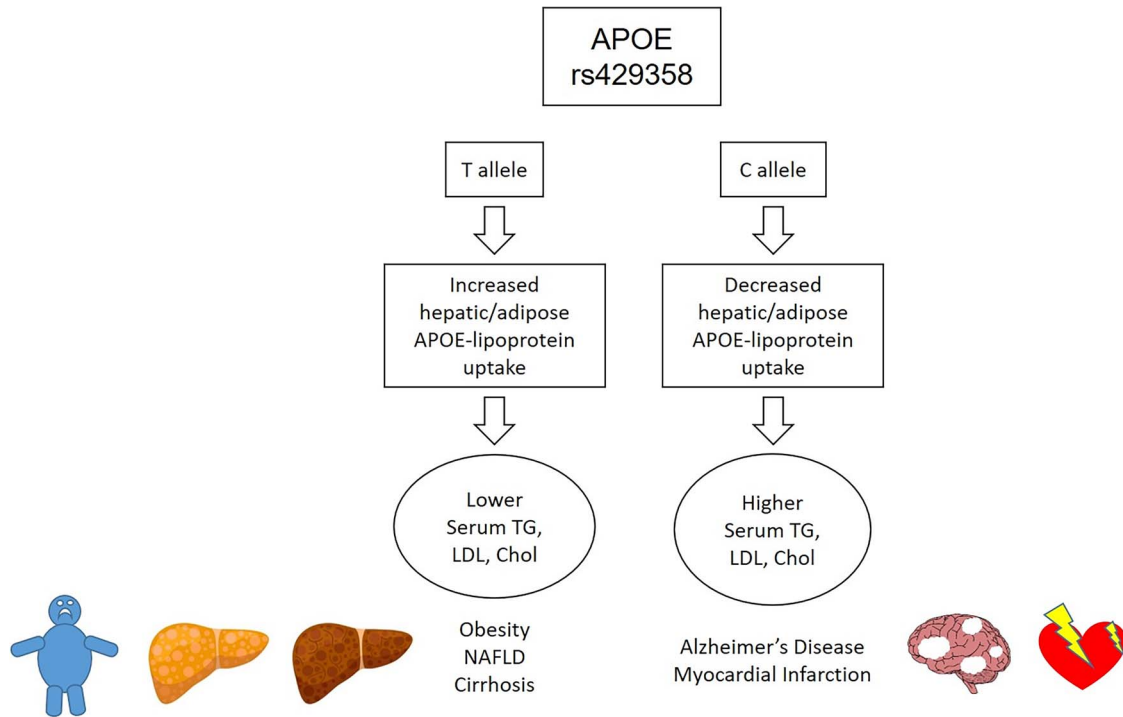 APOE
rs429358
T allele
C allele
Increased
hepatic/adipose
APOE-lipoprotein
uptake
Decreased
hepatic/adipose
APOE-lipoprotein
uptake
Lower
Serum TG,
LDL, Chol
Higher
Serum TG,
LDL, Chol
Obesity
NAFLD
Cirrhosis
Alzheimer’s Disease
Myocardial Infarction